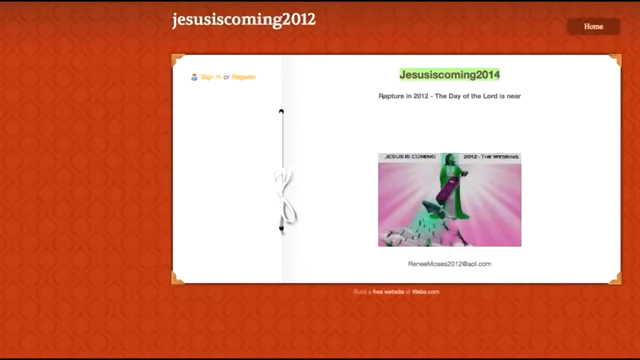 jesusiscoming2012
Home
Sign In or Register
Jesusiscoming2014
Rapture in 2012 - The Day of the Lord is near
JESUS IS COMING 2012 - THE WEDDING
ReneeMoses2012@aol.com
Build a free website at Webs.com